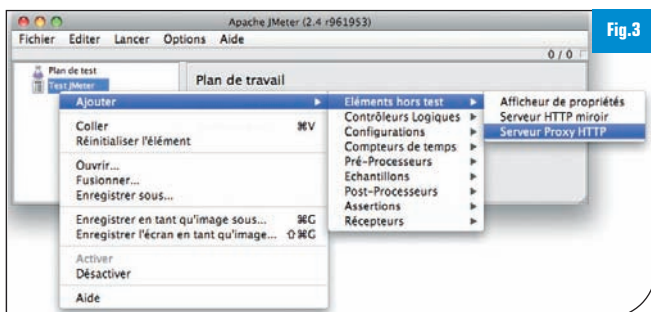 Apache JMeter (2.4 r961953)
Fig.3
Fichier Editer Lancer Options Aide
0 / 0
Plan de test
Test JMeter
Plan de travail
Ajouter
Coller ⌘V
Réinitialiser l'élément
Ouvrir...
Fusionner...
Enregistrer sous...
Enregistrer en tant qu'image sous... ⌘G
Enregistrer l'écran en tant qu'image... ⇧⌘G
Activer
Désactiver
Aide
Eléments hors test
Contrôleurs Logiques
Configurations
Compteurs de temps
Pré-Processeurs
Echantillons
Post-Processeurs
Assertions
Récepteurs
Afficheur de propriétés
Serveur HTTP miroir
Serveur Proxy HTTP